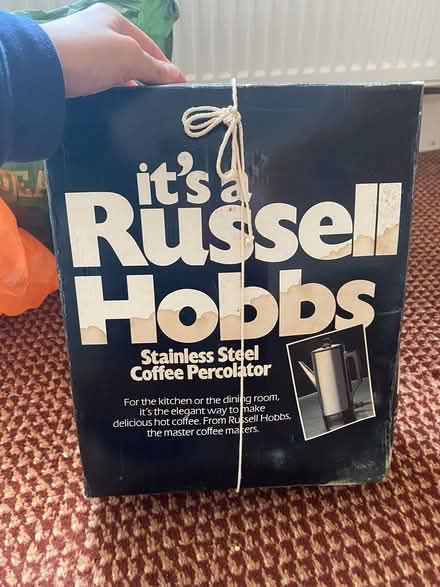 it's a
Russell
Hobbs
Stainless Steel
Coffee Percolator
For the kitchen or the dining room,
it's the elegant way to make
delicious hot coffee. From Russell Hobbs,
the master coffee makers.